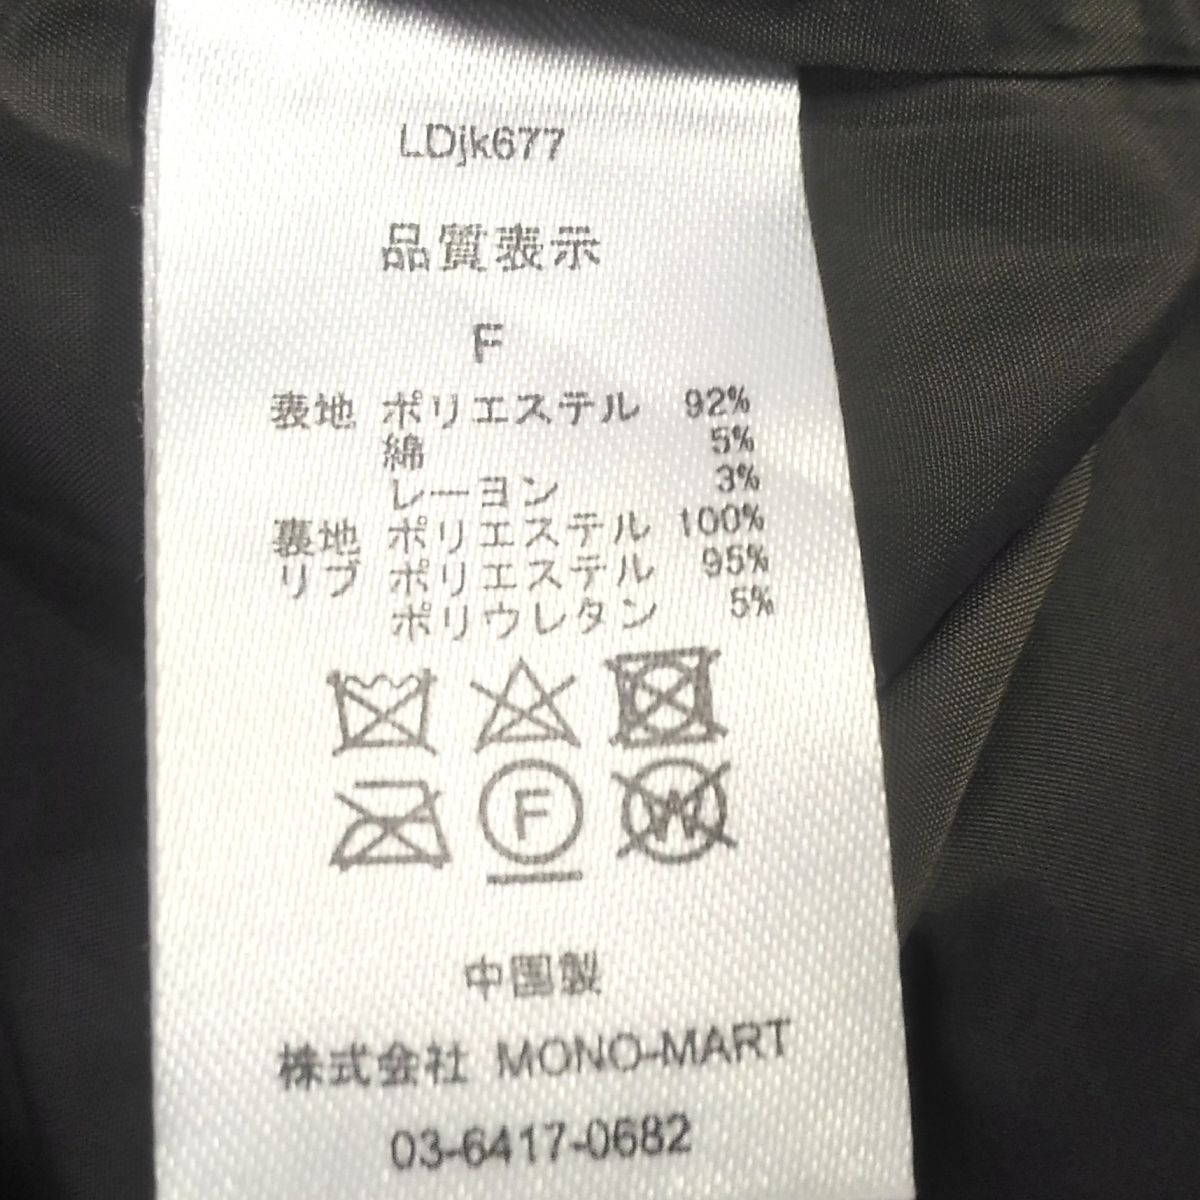 LDjk677
品質表示
F
表地 ポリエステル 92%
綿 5%
レーヨン 3%
裏地 ポリエステル 100%
リブ ポリエステル 95%
ポリウレタン 5%
F W
中国製
株式会社 MONO-MART
03-6417-0682